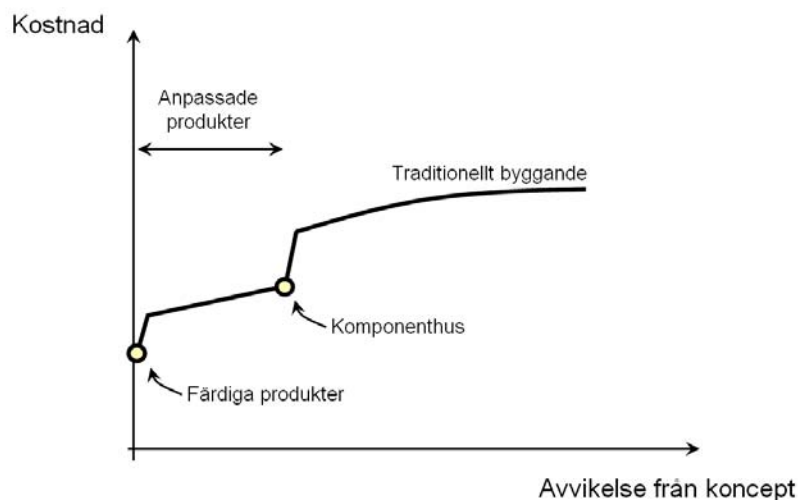 Kostnad
Anpassade
produkter
Traditionellt byggande
Komponenthus
Färdiga produkter
Avvikelse från koncept